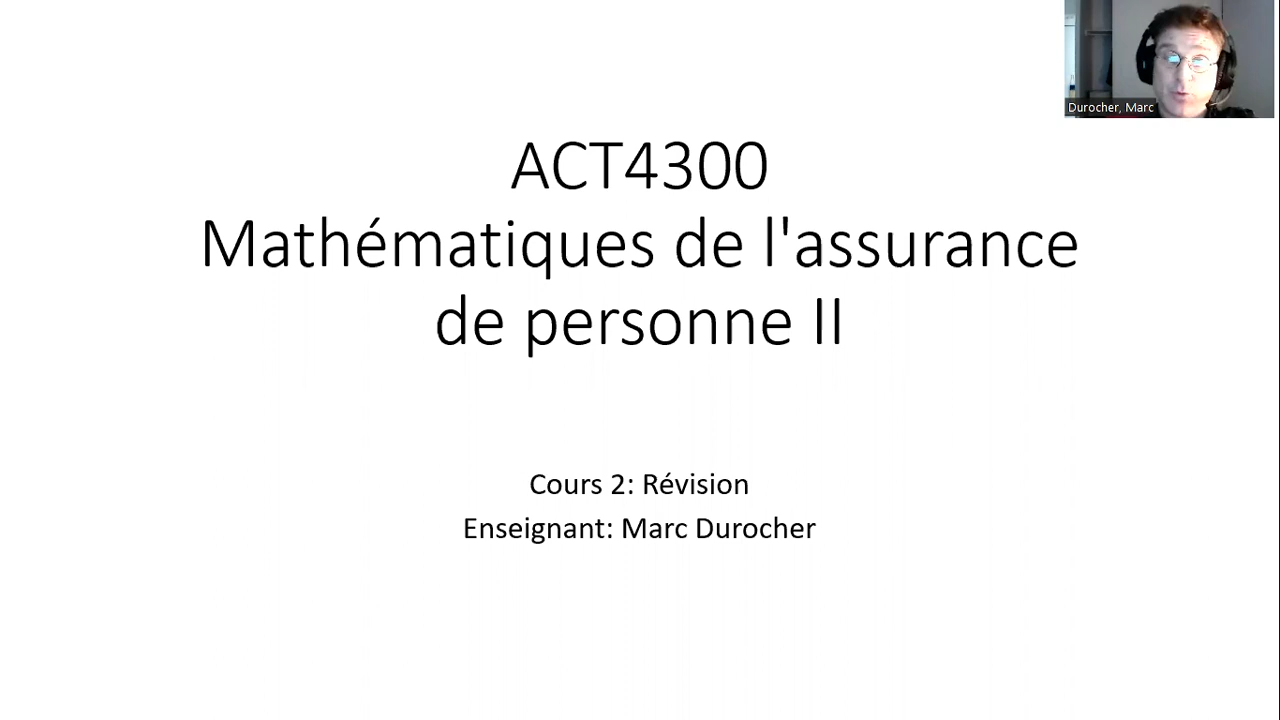 Durocher, Marc
ACT4300
Mathématiques de l'assurance
de personne II
Cours 2: Révision
Enseignant: Marc Durocher